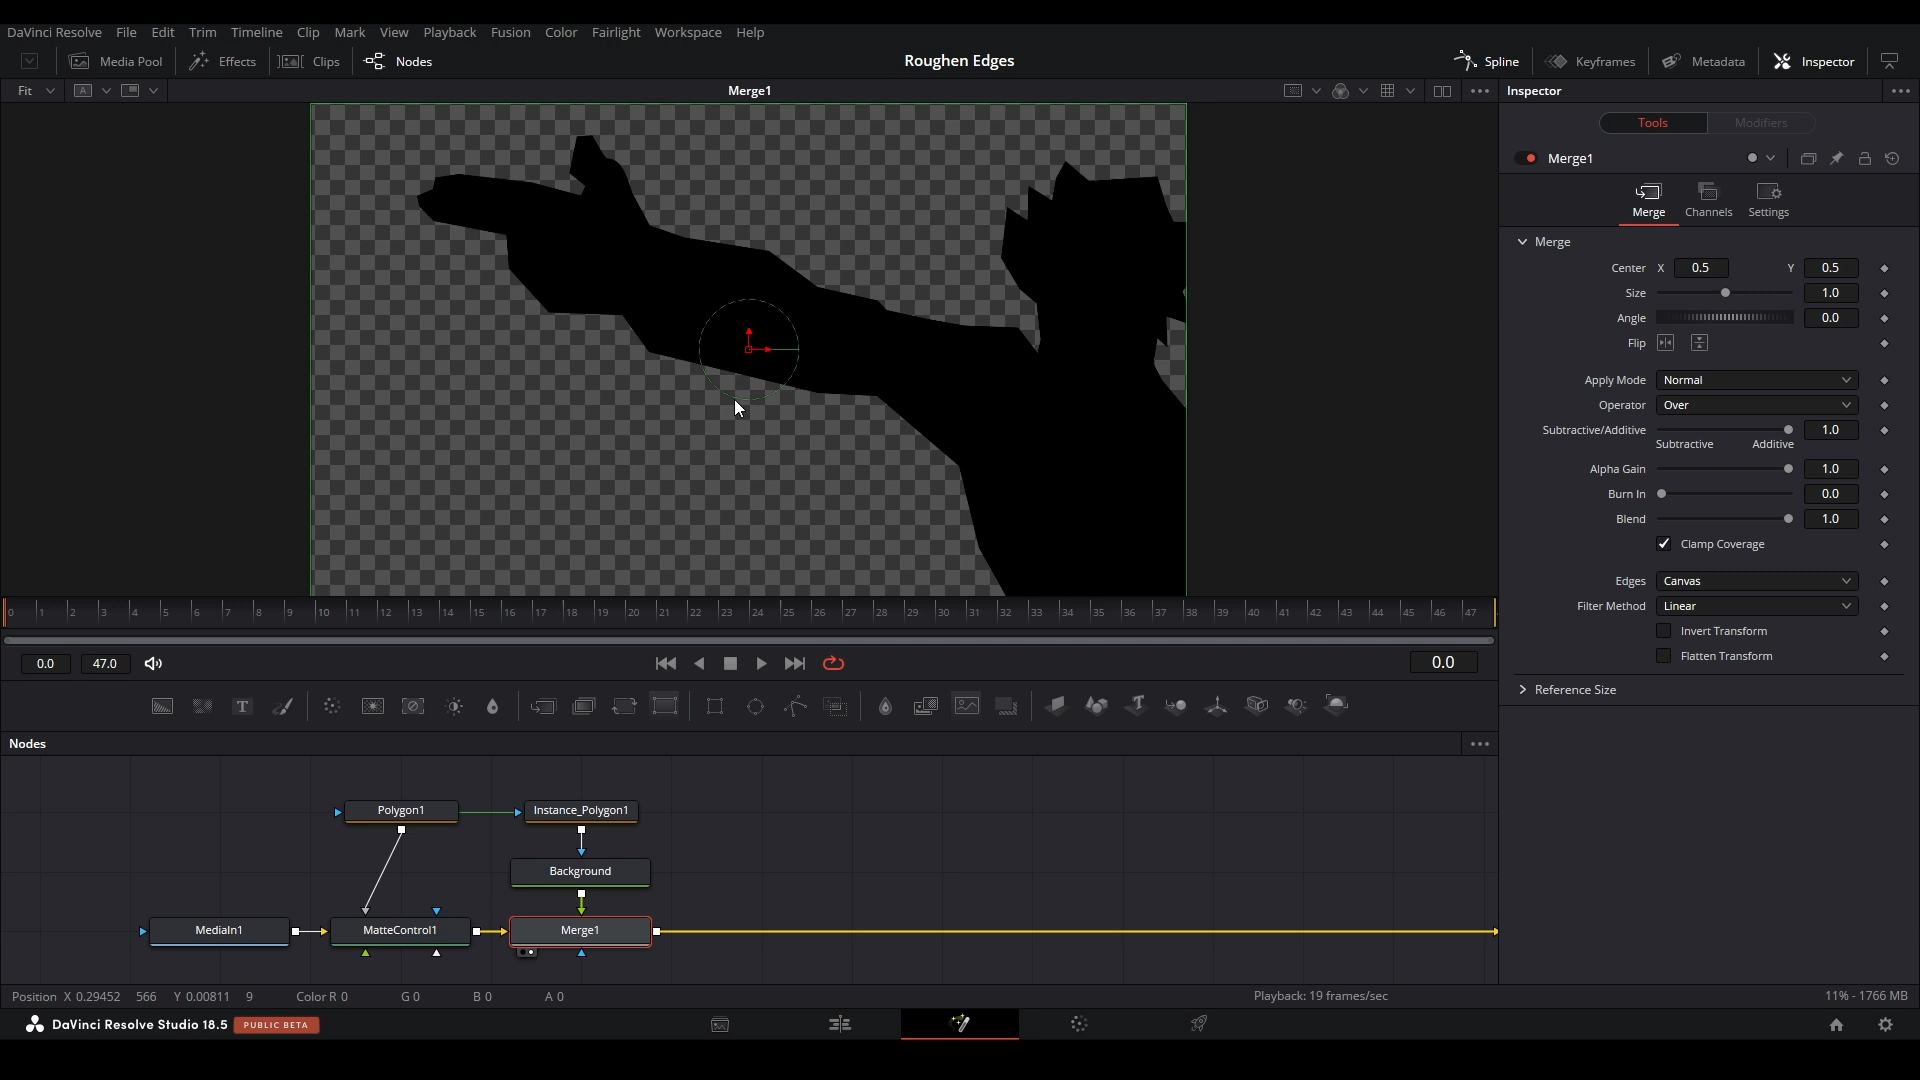 DaVinci Resolve File Edit Trim Timeline Clip Mark View Playback Fusion Color Fairlight Workspace Help
Media Pool Effects Clips Nodes Roughen Edges Spline Keyframes Metadata Inspector
Fit A Merge1 Inspector
Tools Modifiers
Merge1
Merge Channels Settings
Merge
Center X 0.5 Y 0.5
Size 1.0
Angle 0.0
Flip
Apply Mode Normal
Operator Over
Subtractive/Additive 1.0
Subtractive Additive
Alpha Gain 1.0
Burn In 0.0
Blend 1.0
Clamp Coverage
Edges Canvas
Filter Method Linear
Invert Transform
Flatten Transform
Reference Size
0 1 2 3 4 5 6 7 8 9 10 11 12 13 14 15 16 17 18 19 20 21 22 23 24 25 26 27 28 29 30 31 32 33 34 35 36 37 38 39 40 41 42 43 44 45 46 47
0.0 47.0 0.0
T T
Nodes
Polygon1 Instance_Polygon1
Background
MediaIn1 MatteControl1 Merge1
Position X 0.29452 566 Y 0.00811 9 Color R 0 G 0 B 0 A 0 Playback: 19 frames/sec 11% - 1766 MB
DaVinci Resolve Studio 18.5 PUBLIC BETA